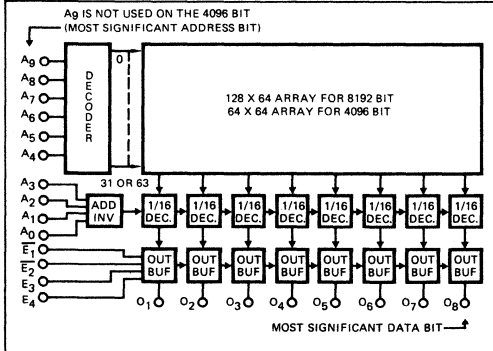 A9 IS NOT USED ON THE 4096 BIT
(MOST SIGNIFICANT ADDRESS BIT)
A9
A8
A7
A6
A5
A4
DECODER
0
31 OR 63
128 X 64 ARRAY FOR 8192 BIT
64 X 64 ARRAY FOR 4096 BIT
A3
A2
A1
A0
ADD INV
1/16 DEC. 1/16 DEC. 1/16 DEC. 1/16 DEC. 1/16 DEC. 1/16 DEC. 1/16 DEC. 1/16 DEC.
E̅1
E̅2
E3
E4
OUT BUF OUT BUF OUT BUF OUT BUF OUT BUF OUT BUF OUT BUF OUT BUF
O1 O2 O3 O4 O5 O6 O7 O8
MOST SIGNIFICANT DATA BIT